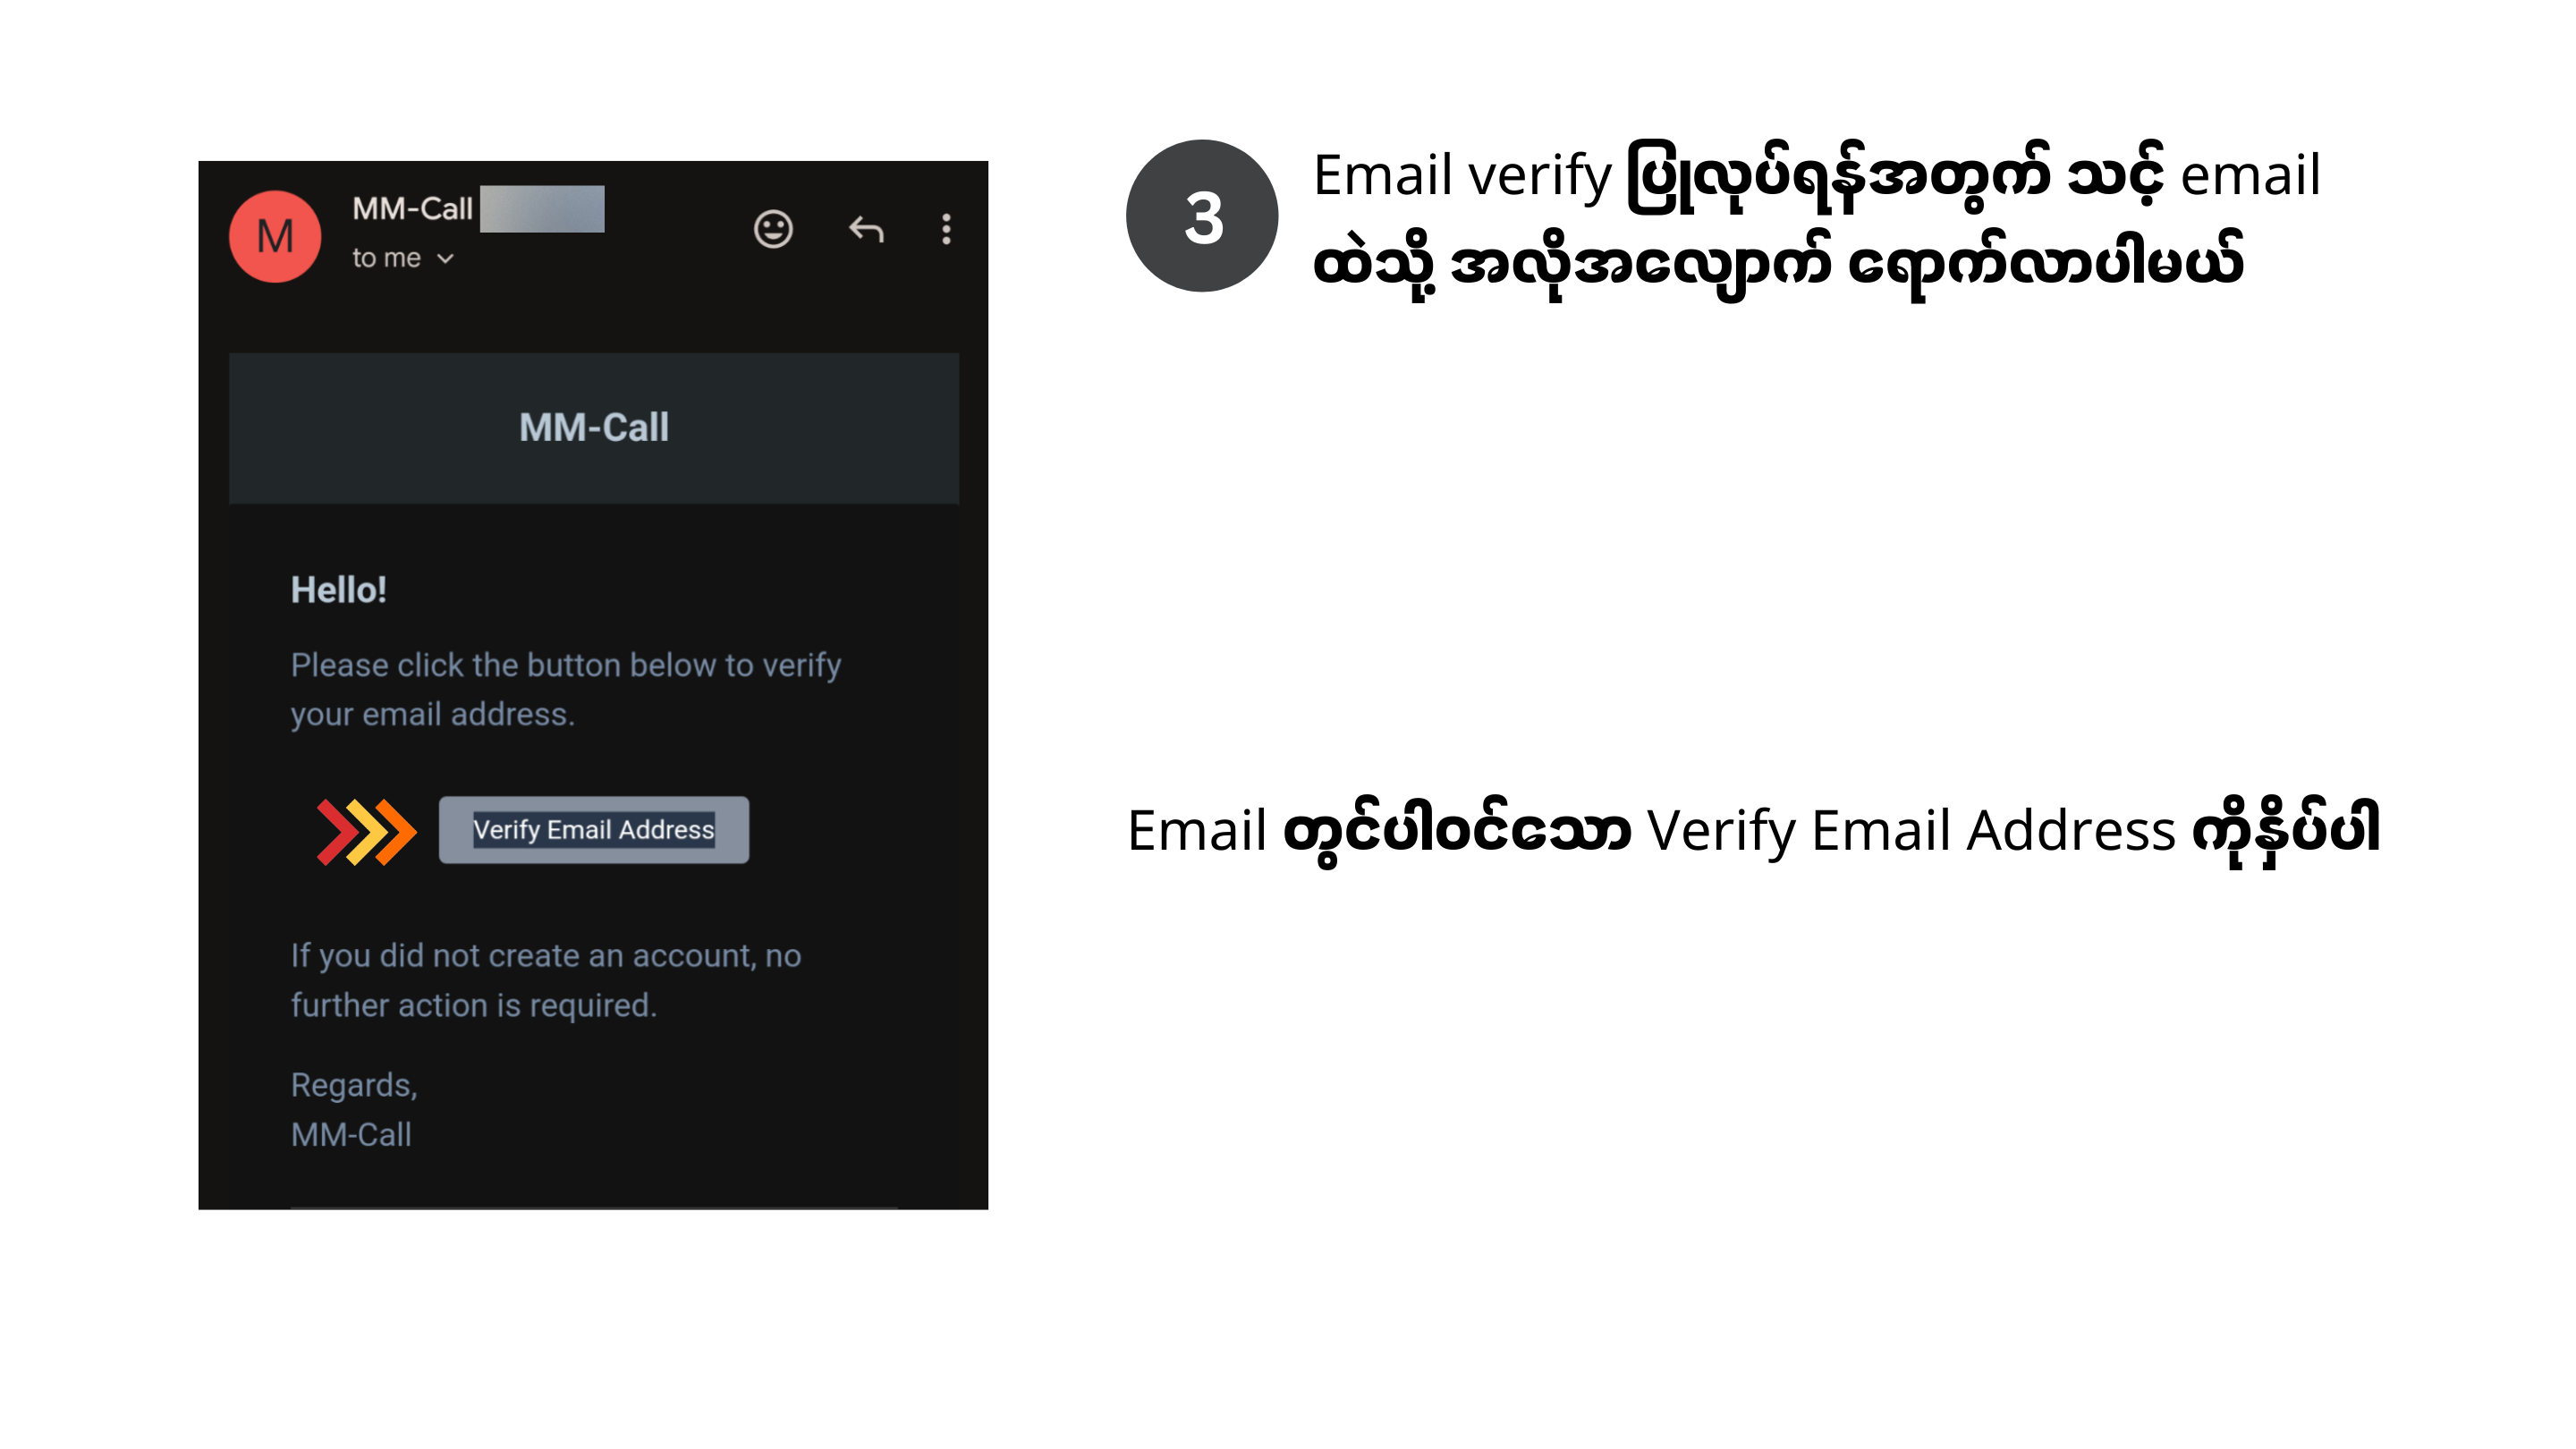 M
MM-Call
to me
MM-Call
Hello!
Please click the button below to verify
your email address.
Verify Email Address
If you did not create an account, no
further action is required.
Regards,
MM-Call
3
Email verify ပြုလုပ်ရန်အတွက် သင့် email
ထဲသို့ အလိုအလျောက် ရောက်လာပါမယ်
Email တွင်ပါဝင်သော Verify Email Address ကိုနှိပ်ပါ